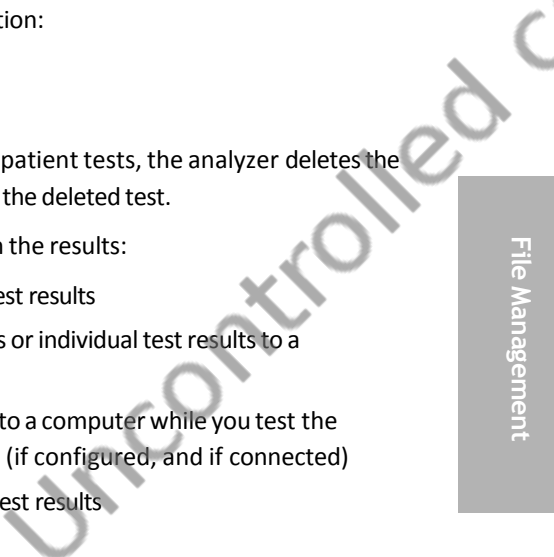 tion:
patient tests, the analyzer deletes the
the deleted test.
the results:
est results
s or individual test results to a
to a computer while you test the
(if configured, and if connected)
est results
File Management
Uncontrolled c